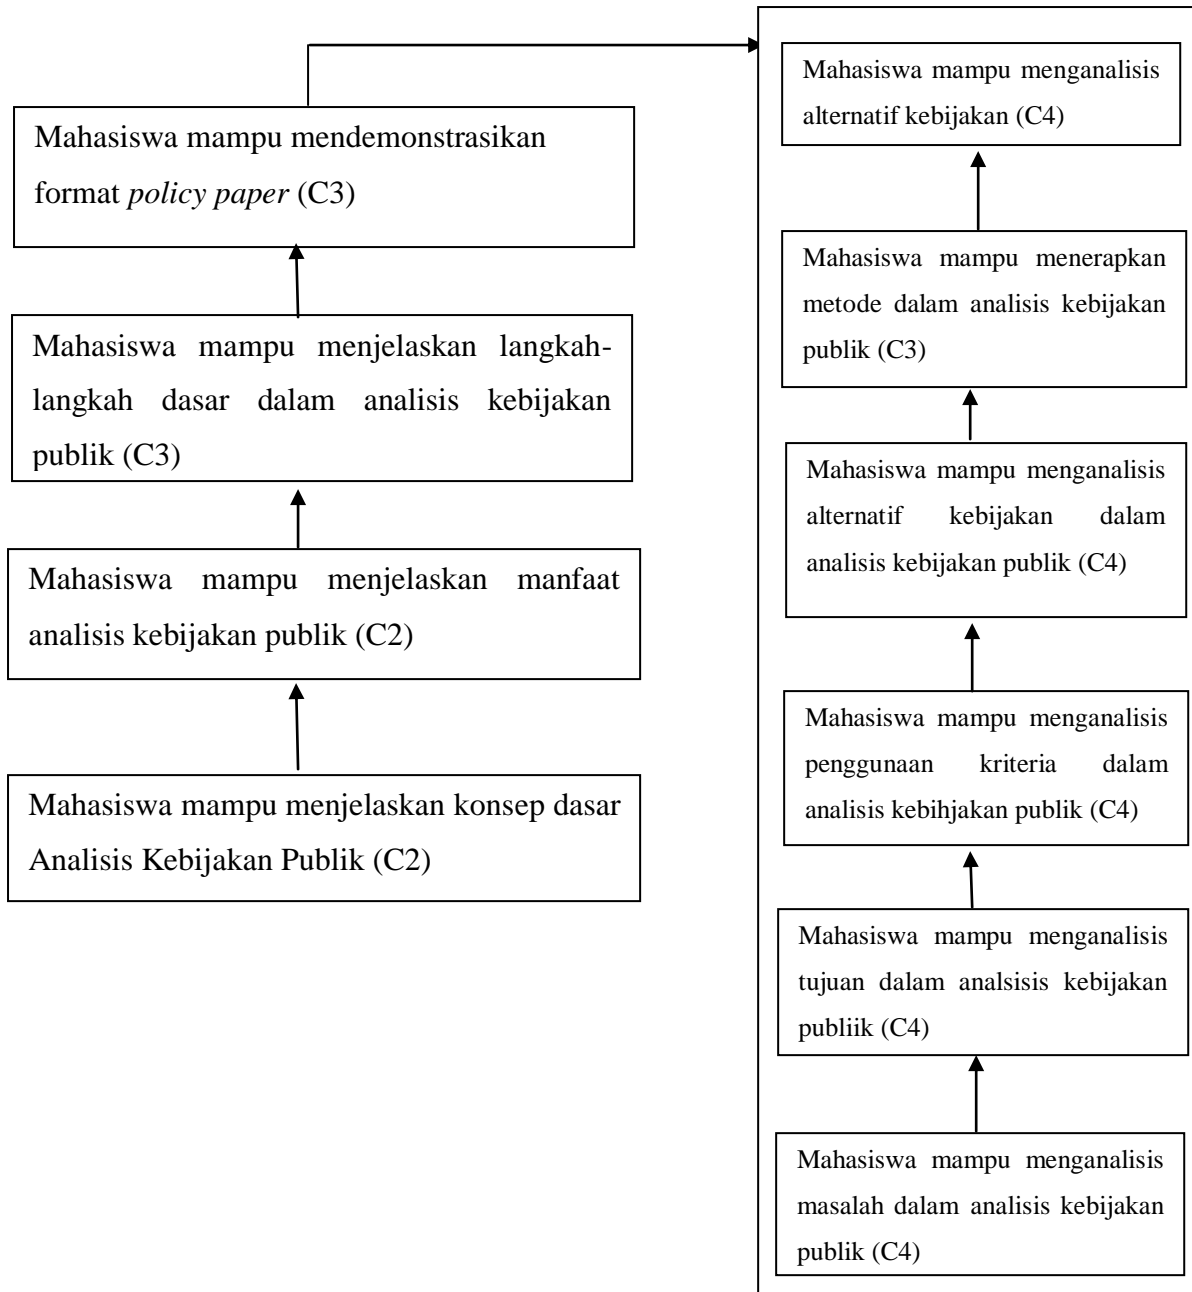 Mahasiswa mampu mendemonstrasikan
format policy paper (C3)
Mahasiswa mampu menjelaskan langkah-
langkah dasar dalam analisis kebijakan
publik (C3)
Mahasiswa mampu menjelaskan manfaat
analisis kebijakan publik (C2)
Mahasiswa mampu menjelaskan konsep dasar
Analisis Kebijakan Publik (C2)
Mahasiswa mampu menganalisis
alternatif kebijakan (C4)
Mahasiswa mampu menerapkan
metode dalam analisis kebijakan
publik (C3)
Mahasiswa mampu menganalisis
alternatif kebijakan dalam
analisis kebijakan publik (C4)
Mahasiswa mampu menganalisis
penggunaan kriteria dalam
analisis kebihjakan publik (C4)
Mahasiswa mampu menganalisis
tujuan dalam analsisis kebijakan
publiik (C4)
Mahasiswa mampu menganalisis
masalah dalam analisis kebijakan
publik (C4)